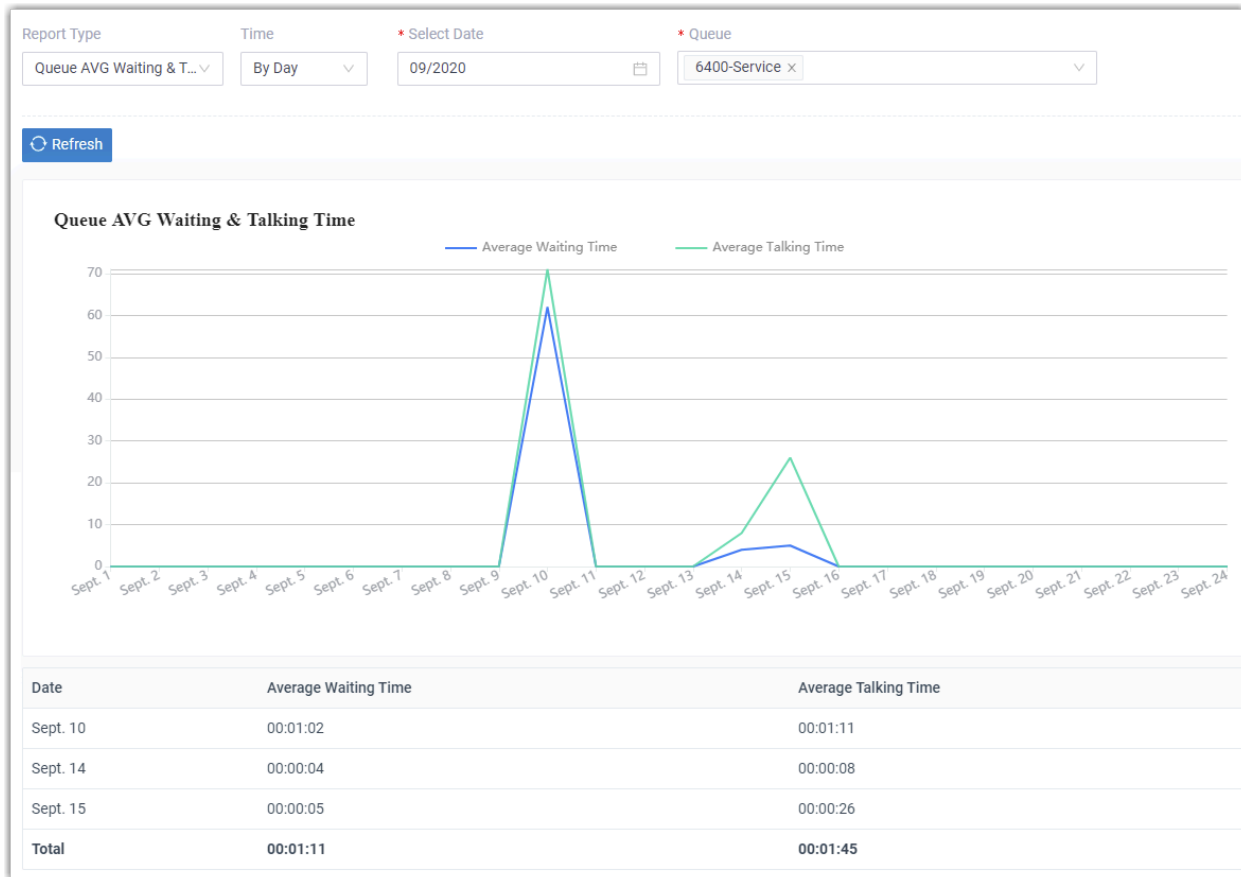 Report Type Time * Select Date * Queue
Queue AVG Waiting & T... By Day 09/2020 6400-Service ×
Refresh
Queue AVG Waiting & Talking Time
Average Waiting Time Average Talking Time
70
60
50
40
30
20
10
0
Sept. 1 Sept. 2 Sept. 3 Sept. 4 Sept. 5 Sept. 6 Sept. 7 Sept. 8 Sept. 9 Sept. 10 Sept. 11 Sept. 12 Sept. 13 Sept. 14 Sept. 15 Sept. 16 Sept. 17 Sept. 18 Sept. 19 Sept. 20 Sept. 21 Sept. 22 Sept. 23 Sept. 24
Date Average Waiting Time Average Talking Time
Sept. 10 00:01:02 00:01:11
Sept. 14 00:00:04 00:00:08
Sept. 15 00:00:05 00:00:26
Total 00:01:11 00:01:45